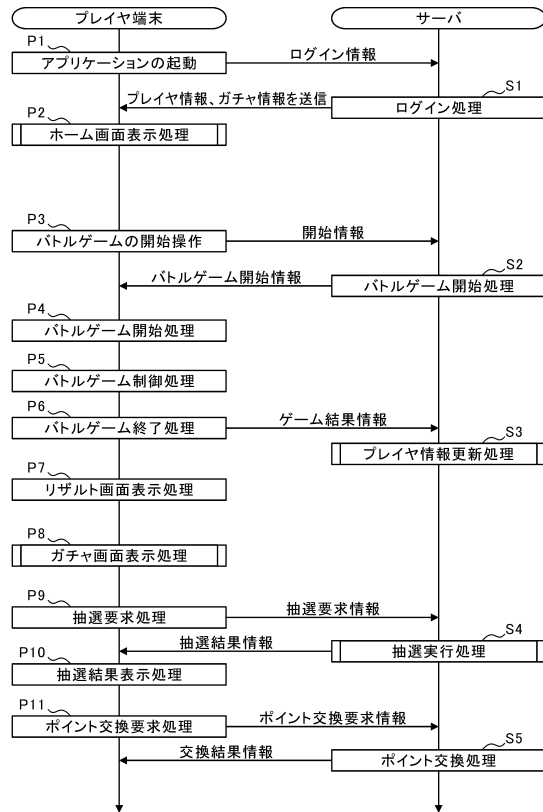 プレイヤ端末
サーバ
P1
アプリケーションの起動
ログイン情報
S1
プレイヤ情報、ガチャ情報を送信
ログイン処理
P2
ホーム画面表示処理
P3
バトルゲームの開始操作
開始情報
S2
バトルゲーム開始情報
バトルゲーム開始処理
P4
バトルゲーム開始処理
P5
バトルゲーム制御処理
P6
バトルゲーム終了処理
ゲーム結果情報
S3
プレイヤ情報更新処理
P7
リザルト画面表示処理
P8
ガチャ画面表示処理
P9
抽選要求処理
抽選要求情報
S4
抽選結果情報
抽選実行処理
P10
抽選結果表示処理
P11
ポイント交換要求処理
ポイント交換要求情報
S5
交換結果情報
ポイント交換処理